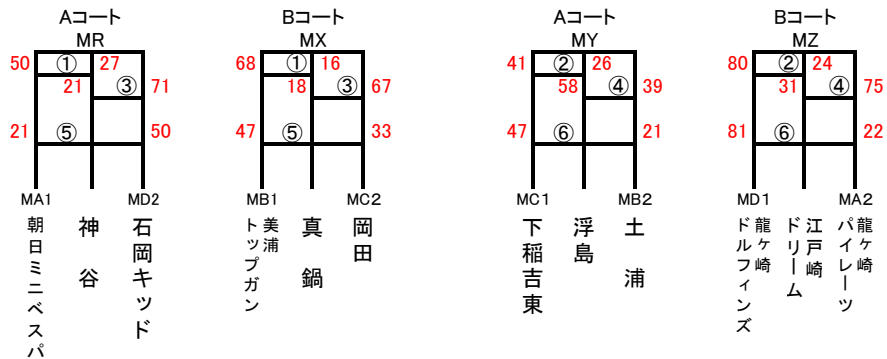 Aコート
MR
50 ① 27
21 ③ 71
21 ⑤ 50
MA1 MD2
朝日ミニベスパ
神谷
石岡キッド
Bコート
MX
68 ① 16
18 ③ 67
47 ⑤ 33
MB1 MC2
美浦
トップガン
真鍋
岡田
Aコート
MY
41 ② 26
58 ④ 39
47 ⑥ 21
MC1 MB2
下稲吉東
浮島
土浦
Bコート
MZ
80 ② 24
31 ④ 75
81 ⑥ 22
MD1 MA2
龍ヶ崎
ドルフィンズ
江戸崎
ドリーム
龍ヶ崎
パイレーツ